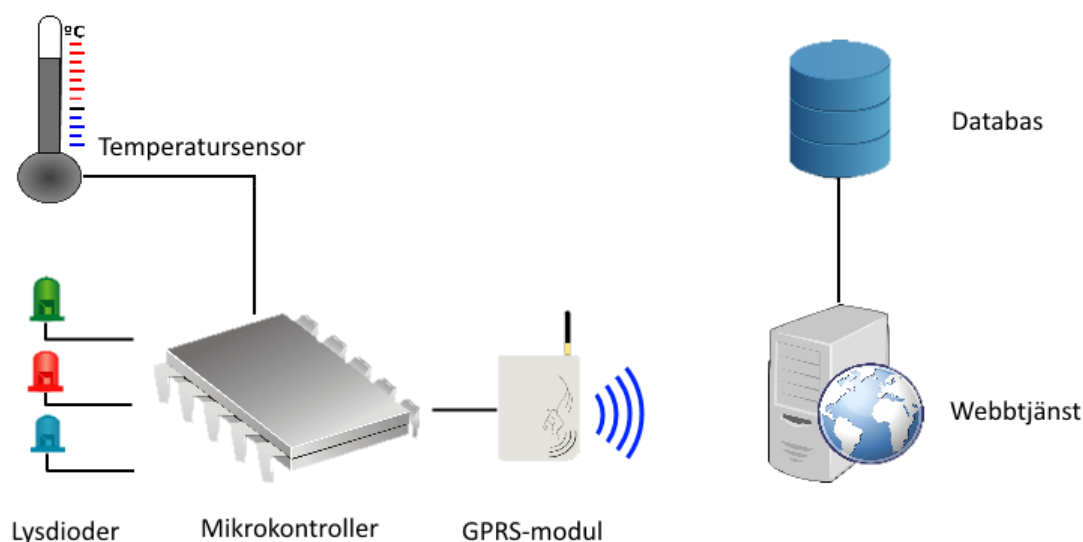 ºC
Temperatursensor
Databas
Webbtjänst
Lysdioder
Mikrokontroller
GPRS-modul